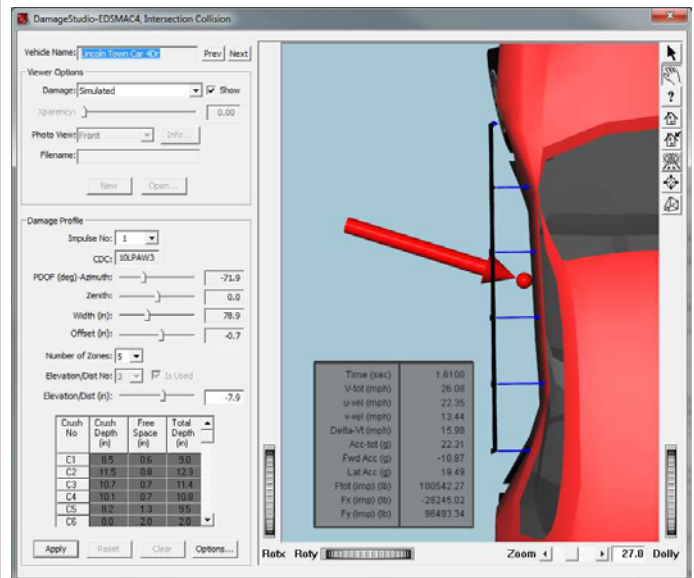 DamageStudio-EDSMAC4, Intersection Collision
Vehicle Name: Lincoln Town Car 4Dr Prev Next
Viewer Options
Damage: Simulated Show
Xparency: 0.00
Photo View: Front Info...
Filename:
New Open...
Damage Profile
Impulse No: 1
CDC: 10LPAW3
PDOF (deg)-Azimuth: -71.9
Zenith: 0.0
Width (in): 78.9
Offset (in): -0.7
Number of Zones: 5
Elevation/Dist No: 3 Is Used
Elevation/Dist (in): -7.9
Crush No Crush Depth (in) Free Space (in) Total Depth (in)
C1 8.5 0.6 9.0
C2 11.5 0.8 12.3
C3 10.7 0.7 11.4
C4 10.1 0.7 10.8
C5 8.2 1.3 9.5
C6 0.0 2.0 2.0
Apply Reset Clear Options...
Time (sec) 1.6100
V-tot (mph) 26.08
u-vel (mph) 22.35
v-vel (mph) 13.44
Delta-Vt (mph) 15.98
Acc-tot (g) 22.31
Fwd Acc (g) -10.87
Lat Acc (g) 19.49
Ftot (imp) (lb) 100542.27
Fx (imp) (lb) -28245.02
Fy (imp) (lb) 96493.34
Rotx Roty Zoom 27.0 Dolly